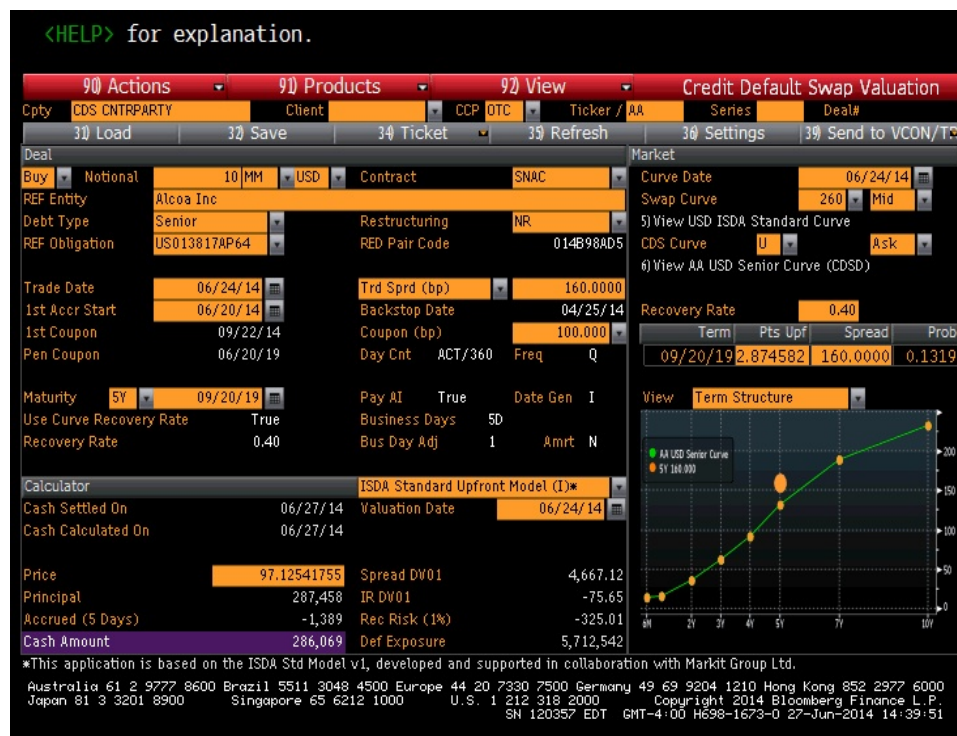 <HELP> for explanation.
90) Actions 91) Products 92) View Credit Default Swap Valuation
Cpty CDS CNTRPARTY Client CCP OTC Ticker / AA Series Deal#
31) Load 32) Save 34) Ticket 35) Refresh 36) Settings 39) Send to VCON/T
Deal Market
Buy Notional 10 MM USD Contract SNAC Curve Date 06/24/14
REF Entity Alcoa Inc Swap Curve 260 Mid
Debt Type Senior Restructuring NR 5) View USD ISDA Standard Curve
REF Obligation US013817AP64 RED Pair Code 014B98AD5 CDS Curve U Ask
6) View AA USD Senior Curve (CDSD)
Trade Date 06/24/14 Trd Sprd (bp) 160.0000
1st Accr Start 06/20/14 Backstop Date 04/25/14 Recovery Rate 0.40
1st Coupon 09/22/14 Coupon (bp) 100.000 Term Pts Upf Spread Prob
Pen Coupon 06/20/19 Day Cnt ACT/360 Freq Q 09/20/19 2.874582 160.0000 0.1319
Maturity 5Y 09/20/19 Pay AI True Date Gen I View Term Structure
Use Curve Recovery Rate True Business Days 5D
Recovery Rate 0.40 Bus Day Adj 1 Amrt N
AA USD Senior Curve
5Y 160.000
200
150
100
50
0
6M 2Y 3Y 4Y 5Y 7Y 10Y
Calculator ISDA Standard Upfront Model (I)*
Cash Settled On 06/27/14 Valuation Date 06/24/14
Cash Calculated On 06/27/14
Price 97.12541755 Spread DV01 4,667.12
Principal 287,458 IR DV01 -75.65
Accrued (5 Days) -1,389 Rec Risk (1%) -325.01
Cash Amount 286,069 Def Exposure 5,712,542
*This application is based on the ISDA Std Model v1, developed and supported in collaboration with Markit Group Ltd.
Australia 61 2 9777 8600 Brazil 5511 3048 4500 Europe 44 20 7330 7500 Germany 49 69 9204 1210 Hong Kong 852 2977 6000
Japan 81 3 3201 8900 Singapore 65 6212 1000 U.S. 1 212 318 2000 Copyright 2014 Bloomberg Finance L.P.
SN 120357 EDT GMT-4:00 H698-1673-0 27-Jun-2014 14:39:51